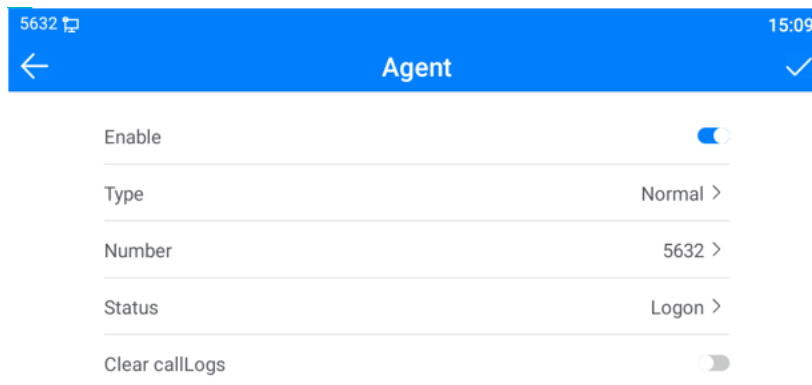 5632 15:09
Agent
Enable
Type Normal
Number 5632
Status Logon
Clear callLogs